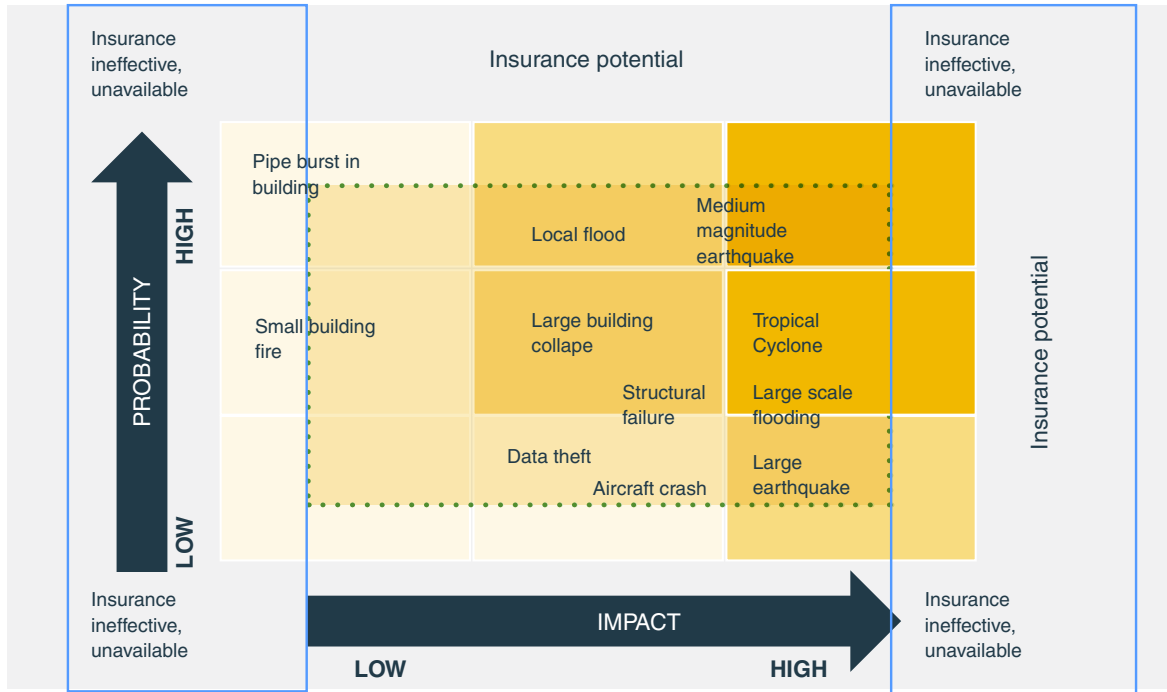 Insurance
ineffective,
unavailable
Insurance potential
Insurance
ineffective,
unavailable
Pipe burst in
building
Medium
magnitude
earthquake
Local flood
HIGH
PROBABILITY
LOW
Small building
fire
Large building
collape
Tropical
Cyclone
Structural
failure
Large scale
flooding
Data theft
Aircraft crash
Large
earthquake
Insurance potential
Insurance
ineffective,
unavailable
IMPACT
LOW
HIGH
Insurance
ineffective,
unavailable